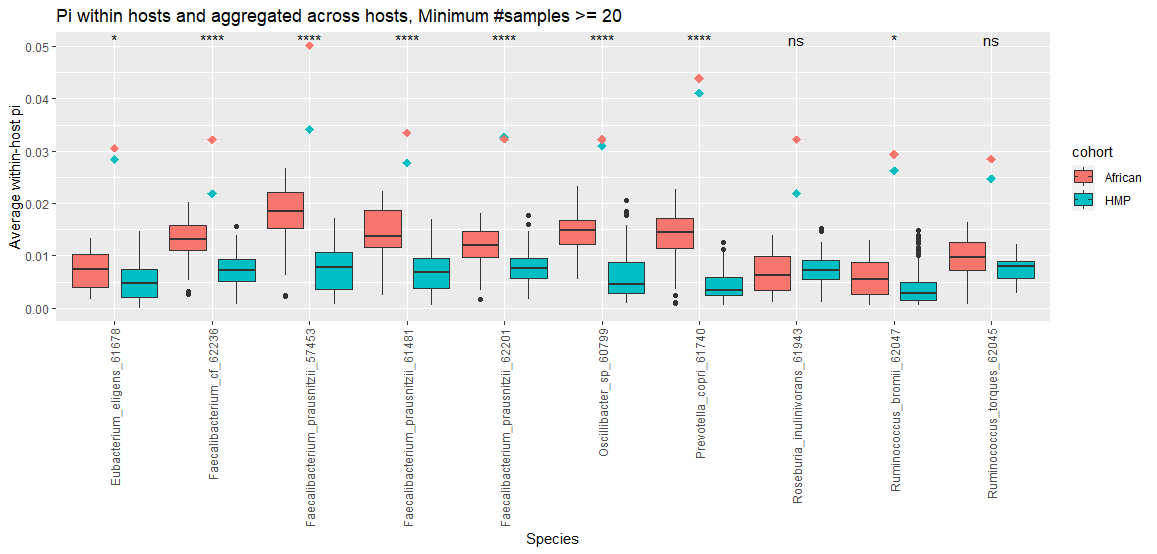 Pi within hosts and aggregated across hosts, Minimum #samples >= 20
* **** **** **** **** **** **** ns * ns
Average within-host pi
0.05
0.04
0.03
0.02
0.01
0.00
cohort
African
HMP
Eubacterium_eligens_61678
Faecalibacterium_cf_62236
Faecalibacterium_prausnitzii_57453
Faecalibacterium_prausnitzii_61481
Faecalibacterium_prausnitzii_62201
Oscillibacter_sp_60799
Prevotella_copri_61740
Roseburia_inulinivorans_61943
Ruminococcus_bromii_62047
Ruminococcus_torques_62045
Species